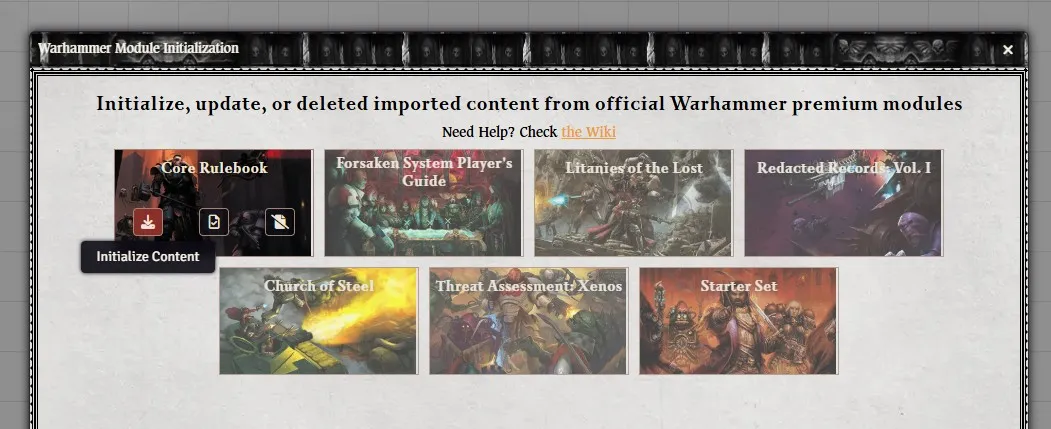 Warhammer Module Initialization
Initialize, update, or deleted imported content from official Warhammer premium modules
Need Help? Check the Wiki
Core Rulebook
Forsaken System Player's
Guide
Litanies of the Lost
Redacted Records: Vol. I
Initialize Content
Church of Steel
Threat Assessment: Xenos
Starter Set